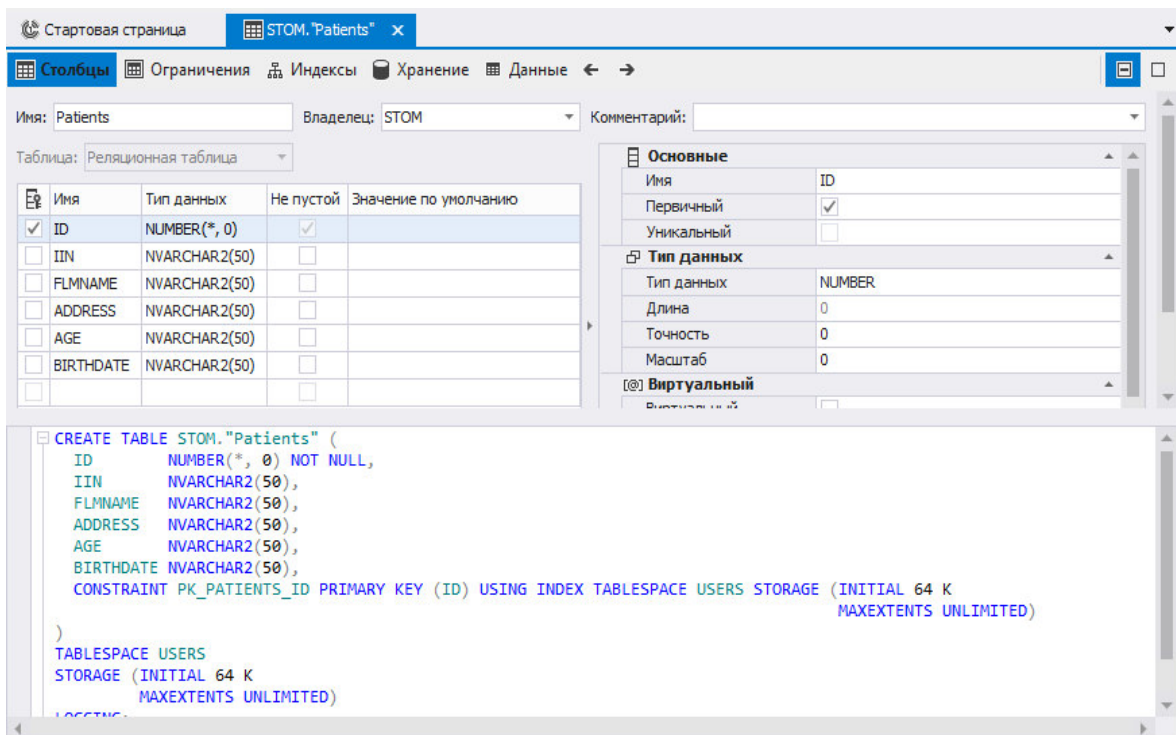 Стартовая страница
STOM."Patients" x
Столбцы Ограничения Индексы Хранение Данные
Имя: Patients Владелец: STOM Комментарий:
Таблица: Реляционная таблица
Имя Тип данных Не пустой Значение по умолчанию
ID NUMBER(*, 0)
IIN NVARCHAR2(50)
FLMNAME NVARCHAR2(50)
ADDRESS NVARCHAR2(50)
AGE NVARCHAR2(50)
BIRTHDATE NVARCHAR2(50)
Основные
Имя ID
Первичный
Уникальный
Тип данных
Тип данных NUMBER
Длина 0
Точность 0
Масштаб 0
[@] Виртуальный
Виртуальный
CREATE TABLE STOM."Patients" (
ID NUMBER(*, 0) NOT NULL,
IIN NVARCHAR2(50),
FLMNAME NVARCHAR2(50),
ADDRESS NVARCHAR2(50),
AGE NVARCHAR2(50),
BIRTHDATE NVARCHAR2(50),
CONSTRAINT PK_PATIENTS_ID PRIMARY KEY (ID) USING INDEX TABLESPACE USERS STORAGE (INITIAL 64 K
MAXEXTENTS UNLIMITED)
)
TABLESPACE USERS
STORAGE (INITIAL 64 K
MAXEXTENTS UNLIMITED)
LOGGING;